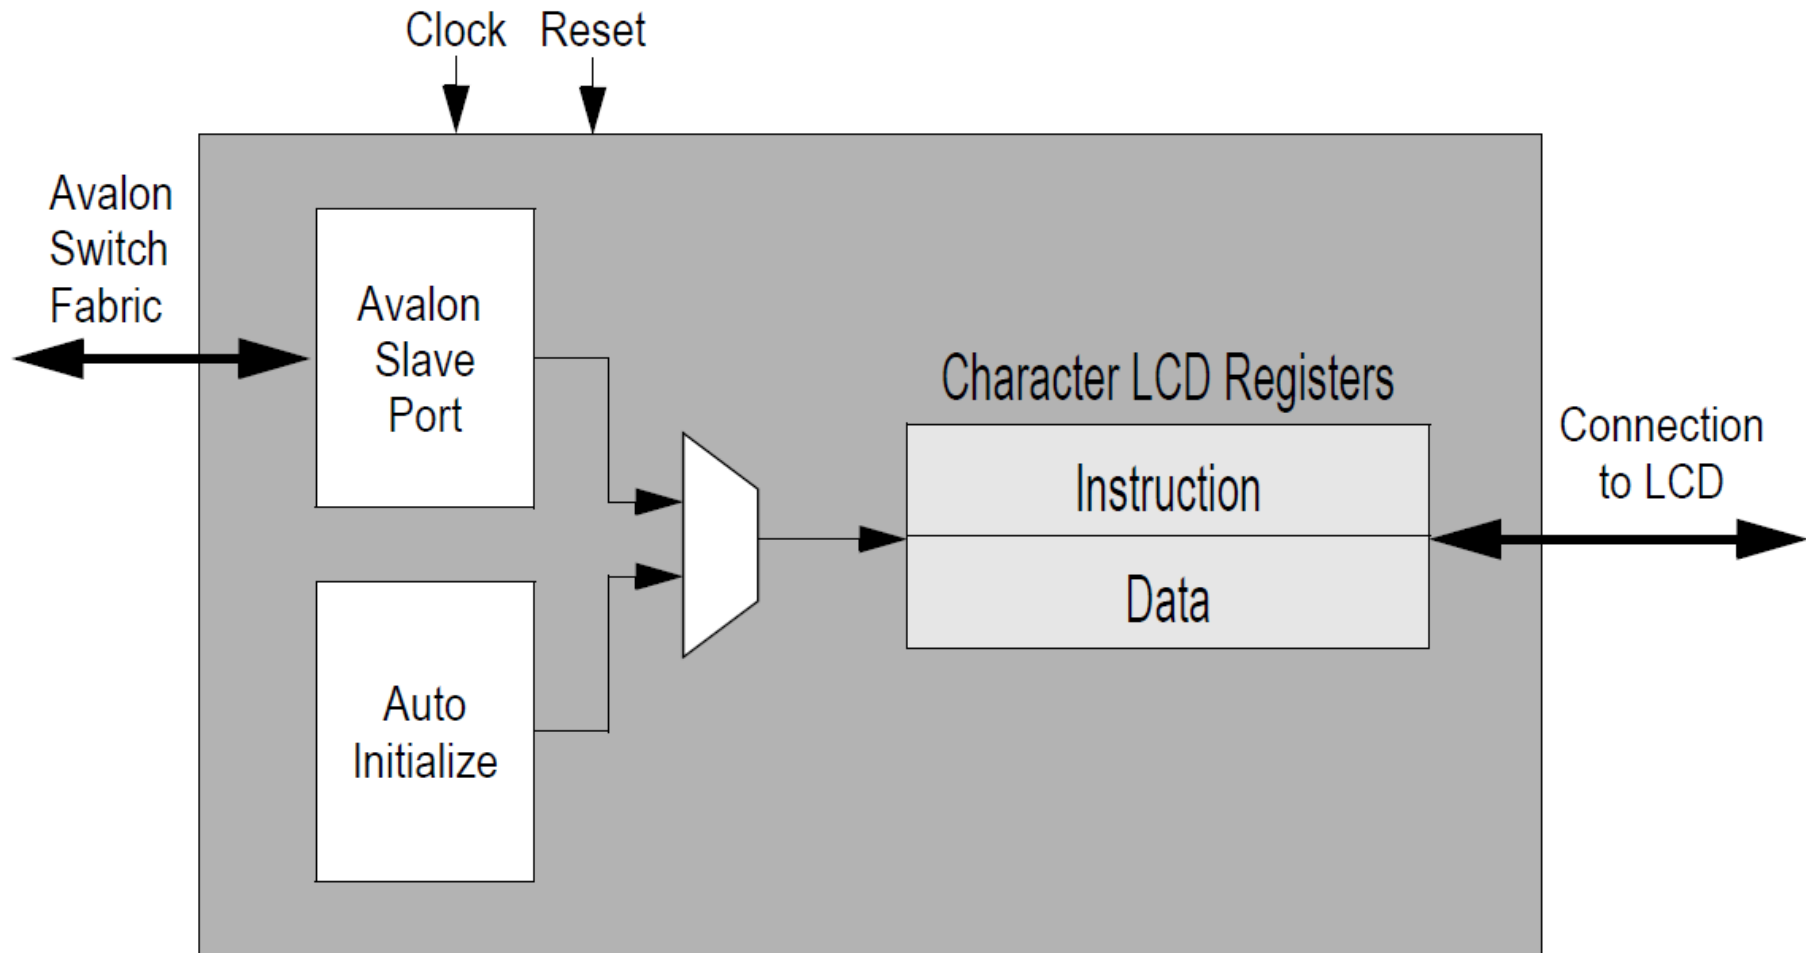 Clock Reset
Avalon
Switch
Fabric
Avalon
Slave
Port
Auto
Initialize
Character LCD Registers
Instruction
Data
Connection
to LCD